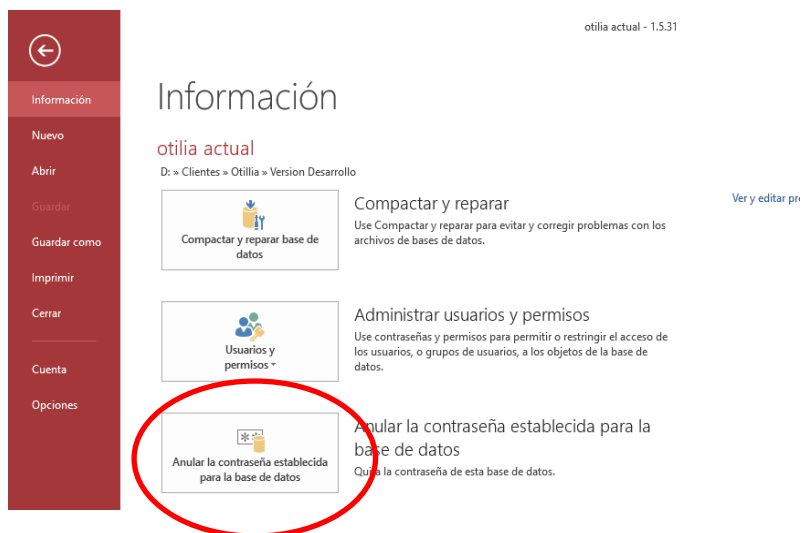 otilia actual - 1.5.31
Información
Nuevo
Abrir
Guardar
Guardar como
Imprimir
Cerrar
Cuenta
Opciones
Información
otilia actual
D: » Clientes » Otillia » Version Desarrollo
Compactar y reparar base de
datos
Compactar y reparar
Use Compactar y reparar para evitar y corregir problemas con los
archivos de bases de datos.
Ver y editar pr
Usuarios y
permisos
Administrar usuarios y permisos
Use contraseñas y permisos para permitir o restringir el acceso de
los usuarios, o grupos de usuarios, a los objetos de la base de
datos.
Anular la contraseña establecida
para la base de datos
Anular la contraseña establecida para la
base de datos
Quita la contraseña de esta base de datos.